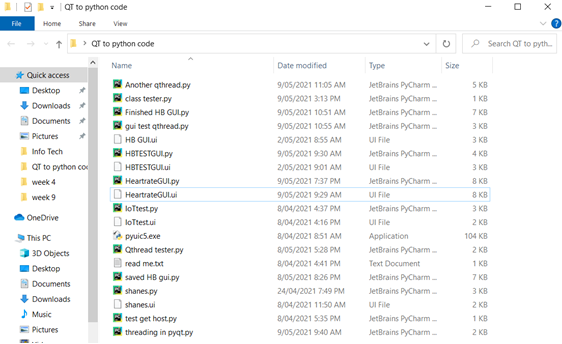 QT to python code
File Home Share View
QT to python code
Search QT to pyth...
Name Date modified Type Size
Quick access
Desktop
Downloads
Documents
Pictures
Info Tech
QT to python cod
week 4
week 9
OneDrive
This PC
3D Objects
Desktop
Documents
Downloads
Music
Pictures
Another qthread.py 9/05/2021 11:05 AM JetBrains PyCharm ... 5 KB
class tester.py 9/05/2021 3:13 PM JetBrains PyCharm ... 1 KB
Finished HB GUI.py 9/05/2021 10:51 AM JetBrains PyCharm ... 7 KB
gui test qthread.py 9/05/2021 10:55 AM JetBrains PyCharm ... 3 KB
HB GUI.ui 2/05/2021 8:55 AM UI File 3 KB
HBTESTGUI.py 9/05/2021 9:30 AM JetBrains PyCharm ... 4 KB
HBTESTGUI.ui 2/05/2021 9:01 AM UI File 3 KB
HeartrateGUI.py 9/05/2021 7:37 PM JetBrains PyCharm ... 8 KB
HeartrateGUI.ui 9/05/2021 9:29 AM UI File 8 KB
IoTtest.py 8/04/2021 4:37 PM JetBrains PyCharm ... 3 KB
IoTtest.ui 8/04/2021 4:16 PM UI File 2 KB
pyuic5.exe 8/04/2021 8:51 AM Application 104 KB
Qthread tester.py 8/05/2021 5:28 PM JetBrains PyCharm ... 2 KB
read me.txt 8/04/2021 4:41 PM Text Document 1 KB
saved HB gui.py 8/05/2021 8:26 PM JetBrains PyCharm ... 7 KB
shanes.py 24/04/2021 7:49 PM JetBrains PyCharm ... 3 KB
shanes.ui 8/04/2021 11:50 AM UI File 2 KB
test get host.py 8/04/2021 5:35 PM JetBrains PyCharm ... 1 KB
threading in pyqt.py 9/05/2021 9:40 AM JetBrains PyCharm ... 2 KB